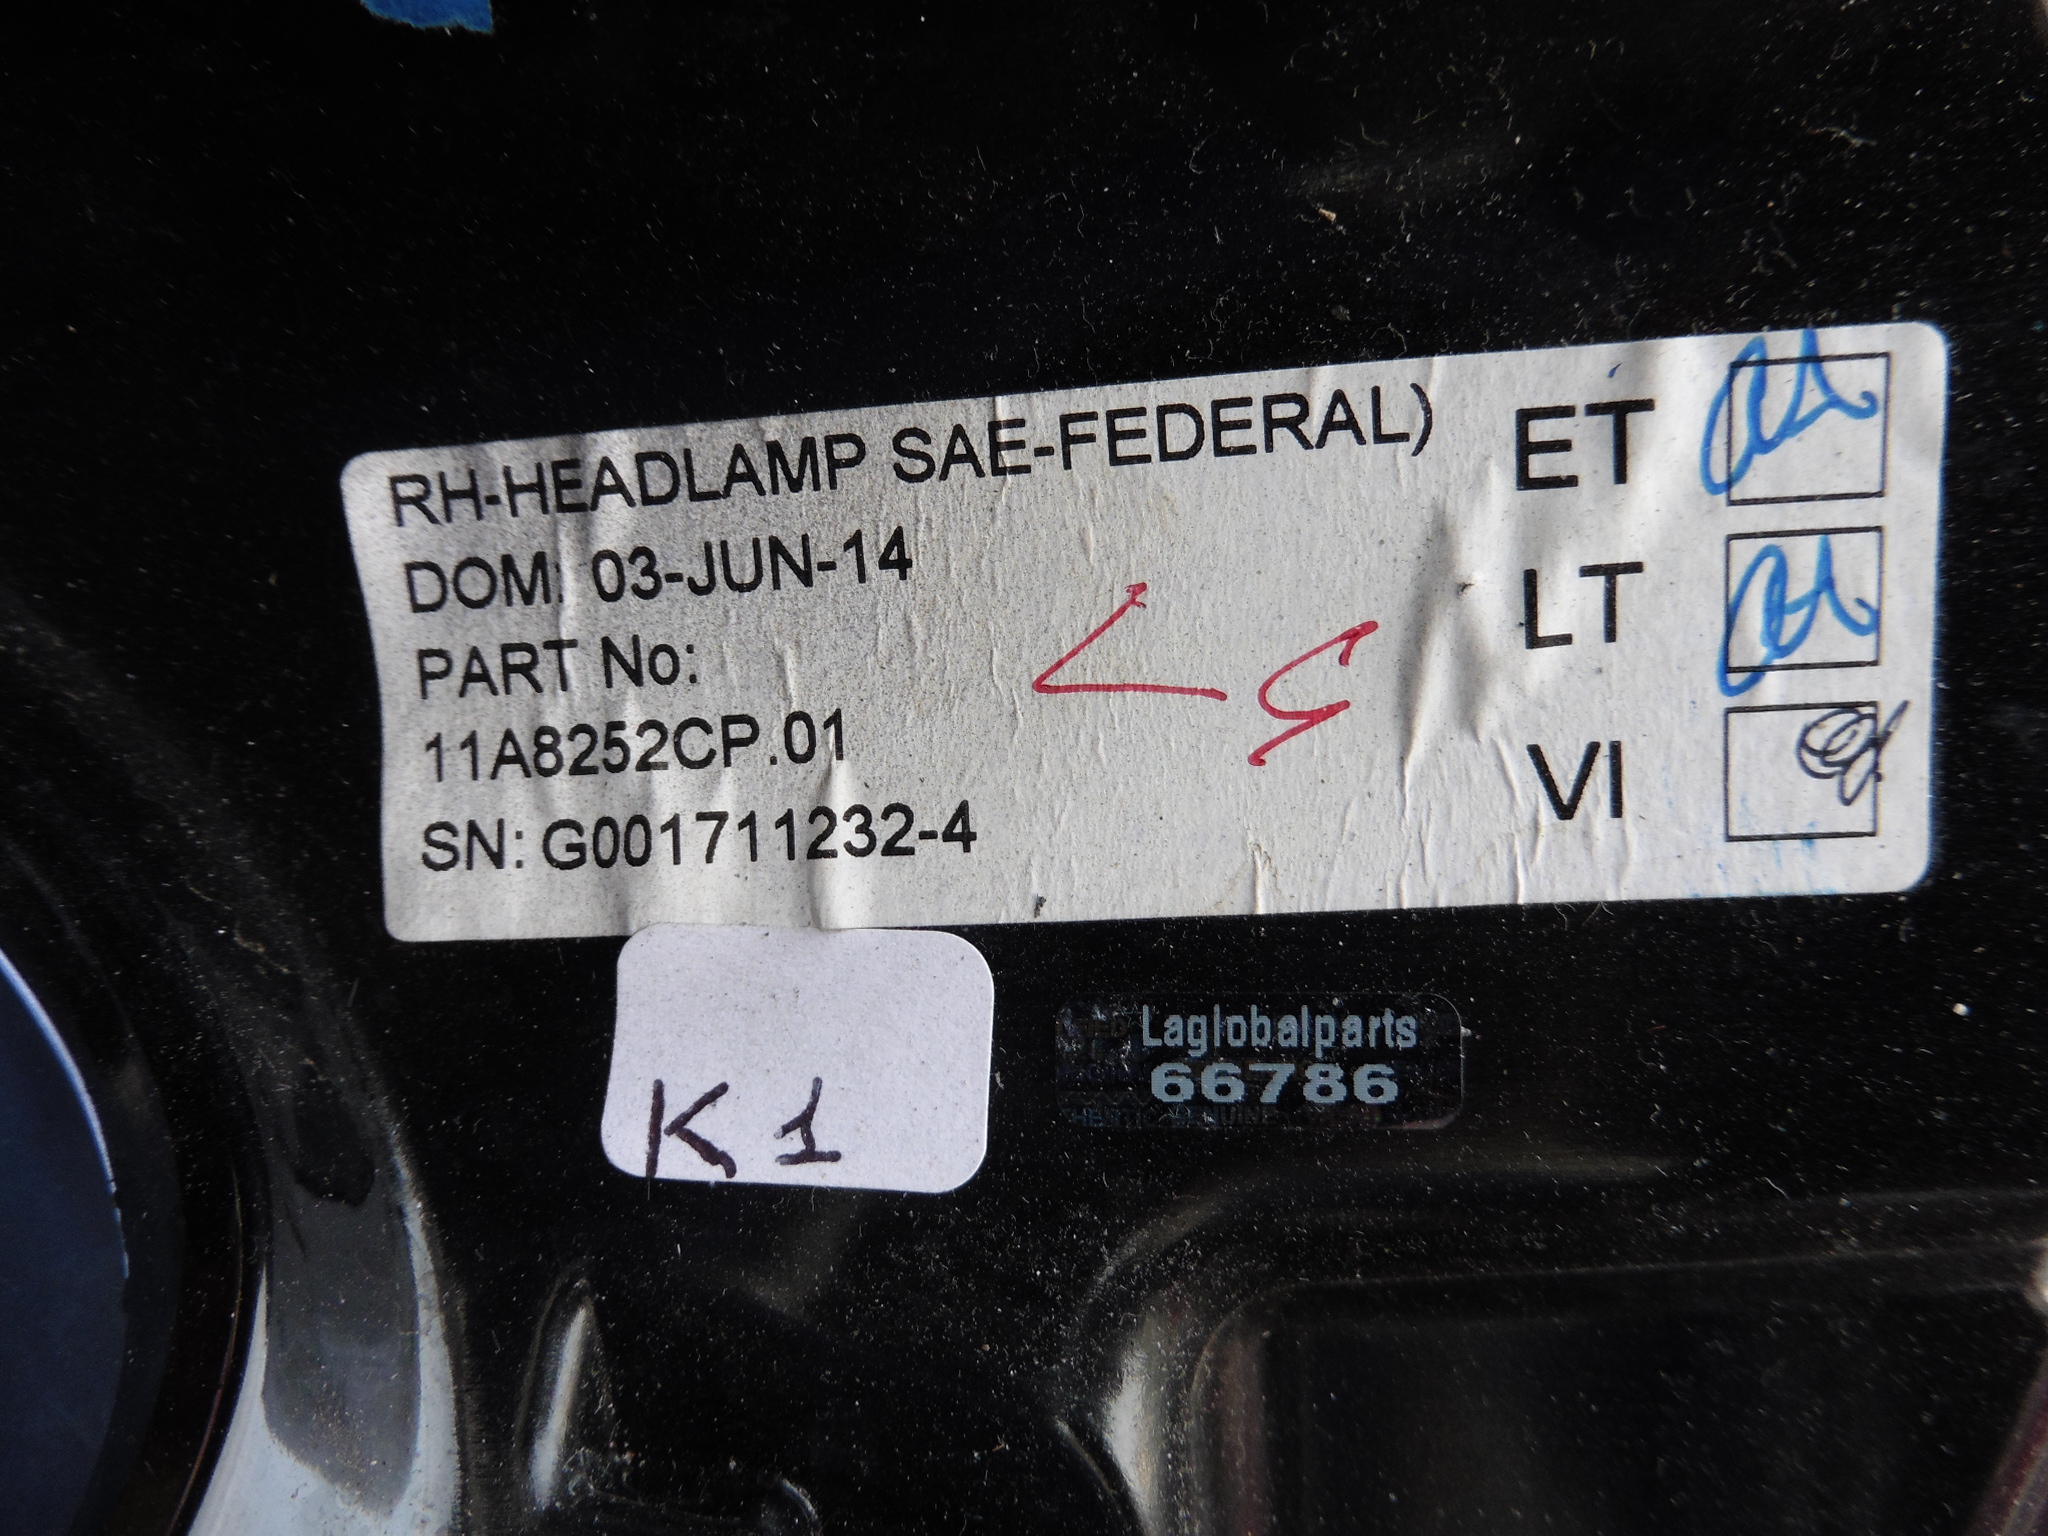 RH-HEADLAMP SAE-FEDERAL)
DOM: 03-JUN-14
PART No:
11A8252CP.01
SN: G001711232-4
ET
LT
VI
K1
Laglobalparts
66786